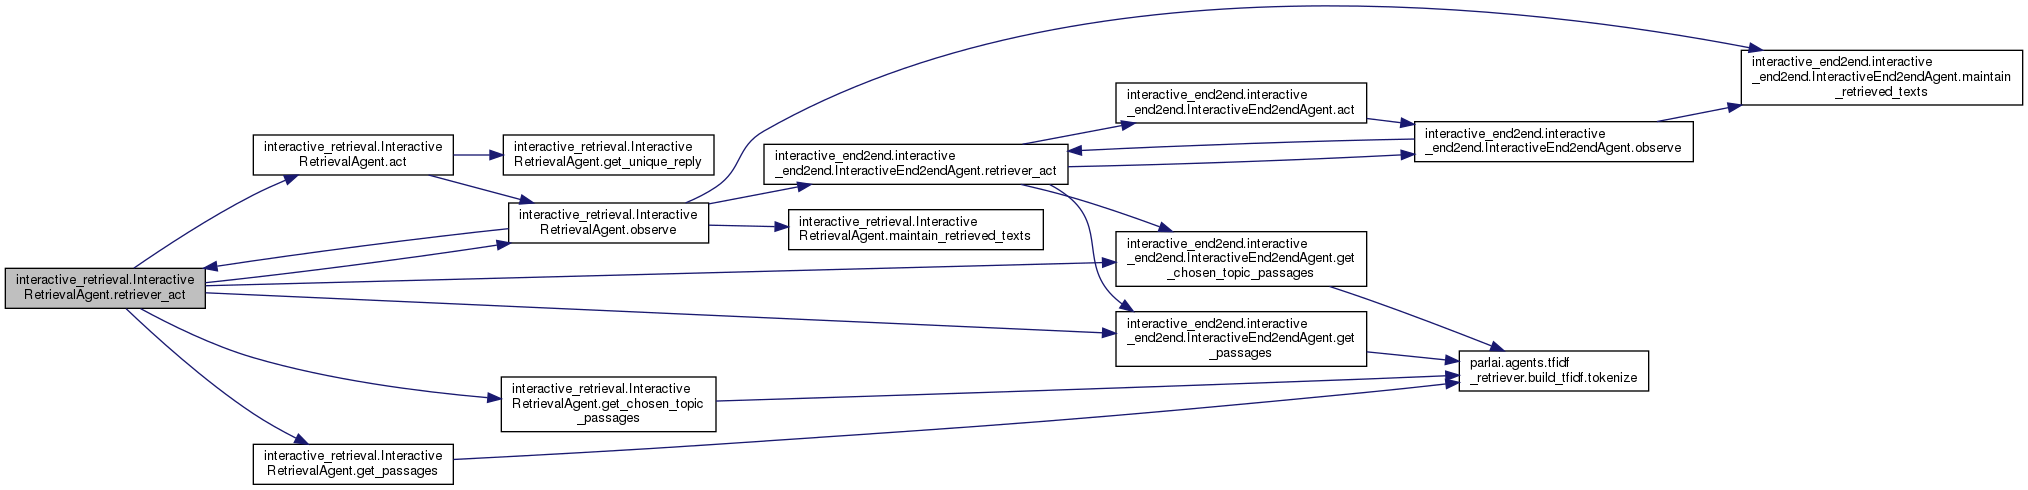 interactive_retrieval.Interactive
RetrievalAgent.retriever_act
interactive_retrieval.Interactive
RetrievalAgent.act
interactive_retrieval.Interactive
RetrievalAgent.get_unique_reply
interactive_retrieval.Interactive
RetrievalAgent.observe
interactive_end2end.interactive
_end2end.InteractiveEnd2endAgent.retriever_act
interactive_retrieval.Interactive
RetrievalAgent.maintain_retrieved_texts
interactive_end2end.interactive
_end2end.InteractiveEnd2endAgent.act
interactive_end2end.interactive
_end2end.InteractiveEnd2endAgent.observe
interactive_end2end.interactive
_end2end.InteractiveEnd2endAgent.maintain
_retrieved_texts
interactive_end2end.interactive
_end2end.InteractiveEnd2endAgent.get
_chosen_topic_passages
interactive_end2end.interactive
_end2end.InteractiveEnd2endAgent.get
_passages
parlai.agents.tfidf
_retriever.build_tfidf.tokenize
interactive_retrieval.Interactive
RetrievalAgent.get_chosen_topic
_passages
interactive_retrieval.Interactive
RetrievalAgent.get_passages